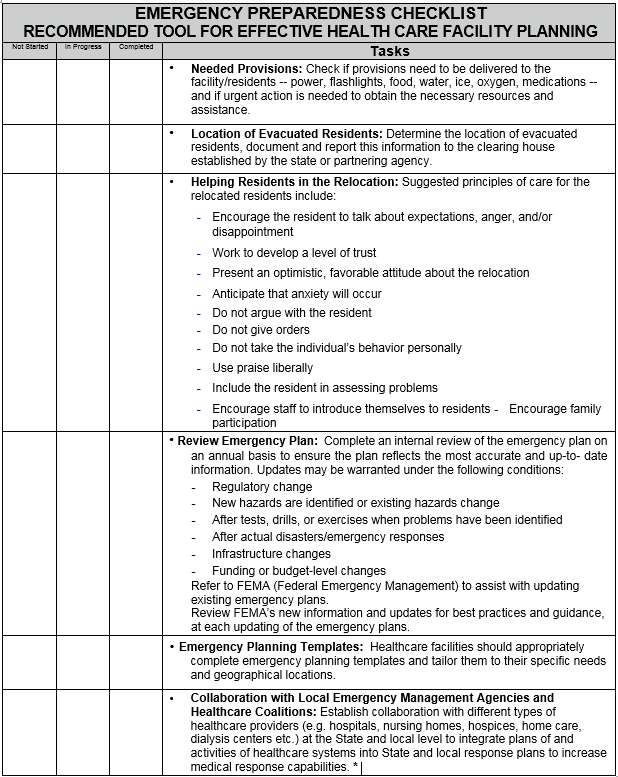 EMERGENCY PREPAREDNESS CHECKLIST
RECOMMENDED TOOL FOR EFFECTIVE HEALTH CARE FACILITY PLANNING
Not Started In Progress Completed Tasks
• Needed Provisions: Check if provisions need to be delivered to the
facility/residents -- power, flashlights, food, water, ice, oxygen, medications --
and if urgent action is needed to obtain the necessary resources and
assistance.
• Location of Evacuated Residents: Determine the location of evacuated
residents, document and report this information to the clearing house
established by the state or partnering agency.
• Helping Residents in the Relocation: Suggested principles of care for the
relocated residents include:
- Encourage the resident to talk about expectations, anger, and/or
disappointment
- Work to develop a level of trust
- Present an optimistic, favorable attitude about the relocation
- Anticipate that anxiety will occur
- Do not argue with the resident
- Do not give orders
- Do not take the individual's behavior personally
- Use praise liberally
- Include the resident in assessing problems
- Encourage staff to introduce themselves to residents - Encourage family
participation
• Review Emergency Plan: Complete an internal review of the emergency plan on
an annual basis to ensure the plan reflects the most accurate and up-to- date
information. Updates may be warranted under the following conditions:
- Regulatory change
- New hazards are identified or existing hazards change
- After tests, drills, or exercises when problems have been identified
- After actual disasters/emergency responses
- Infrastructure changes
- Funding or budget-level changes
Refer to FEMA (Federal Emergency Management) to assist with updating
existing emergency plans.
Review FEMA's new information and updates for best practices and guidance,
at each updating of the emergency plans.
• Emergency Planning Templates: Healthcare facilities should appropriately
complete emergency planning templates and tailor them to their specific needs
and geographical locations.
• Collaboration with Local Emergency Management Agencies and
Healthcare Coalitions: Establish collaboration with different types of
healthcare providers (e.g. hospitals, nursing homes, hospices, home care,
dialysis centers etc.) at the State and local level to integrate plans of and
activities of healthcare systems into State and local response plans to increase
medical response capabilities. *